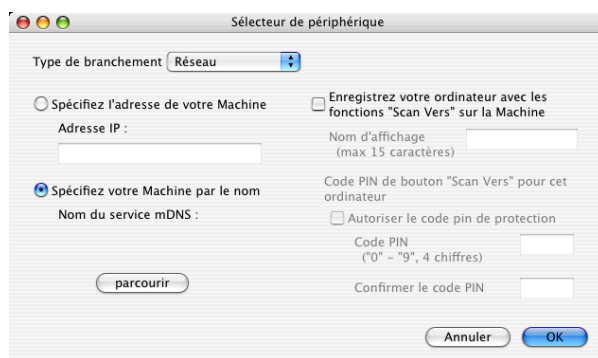 Sélecteur de périphérique
Type de branchement Réseau
Spécifiez l'adresse de votre Machine
Adresse IP :
Spécifiez votre Machine par le nom
Nom du service mDNS :
parcourir
Enregistrez votre ordinateur avec les
fonctions "Scan Vers" sur la Machine
Nom d'affichage
(max 15 caractères)
Code PIN de bouton "Scan Vers" pour cet
ordinateur
Autoriser le code pin de protection
Code PIN
("0" – "9", 4 chiffres)
Confirmer le code PIN
Annuler OK